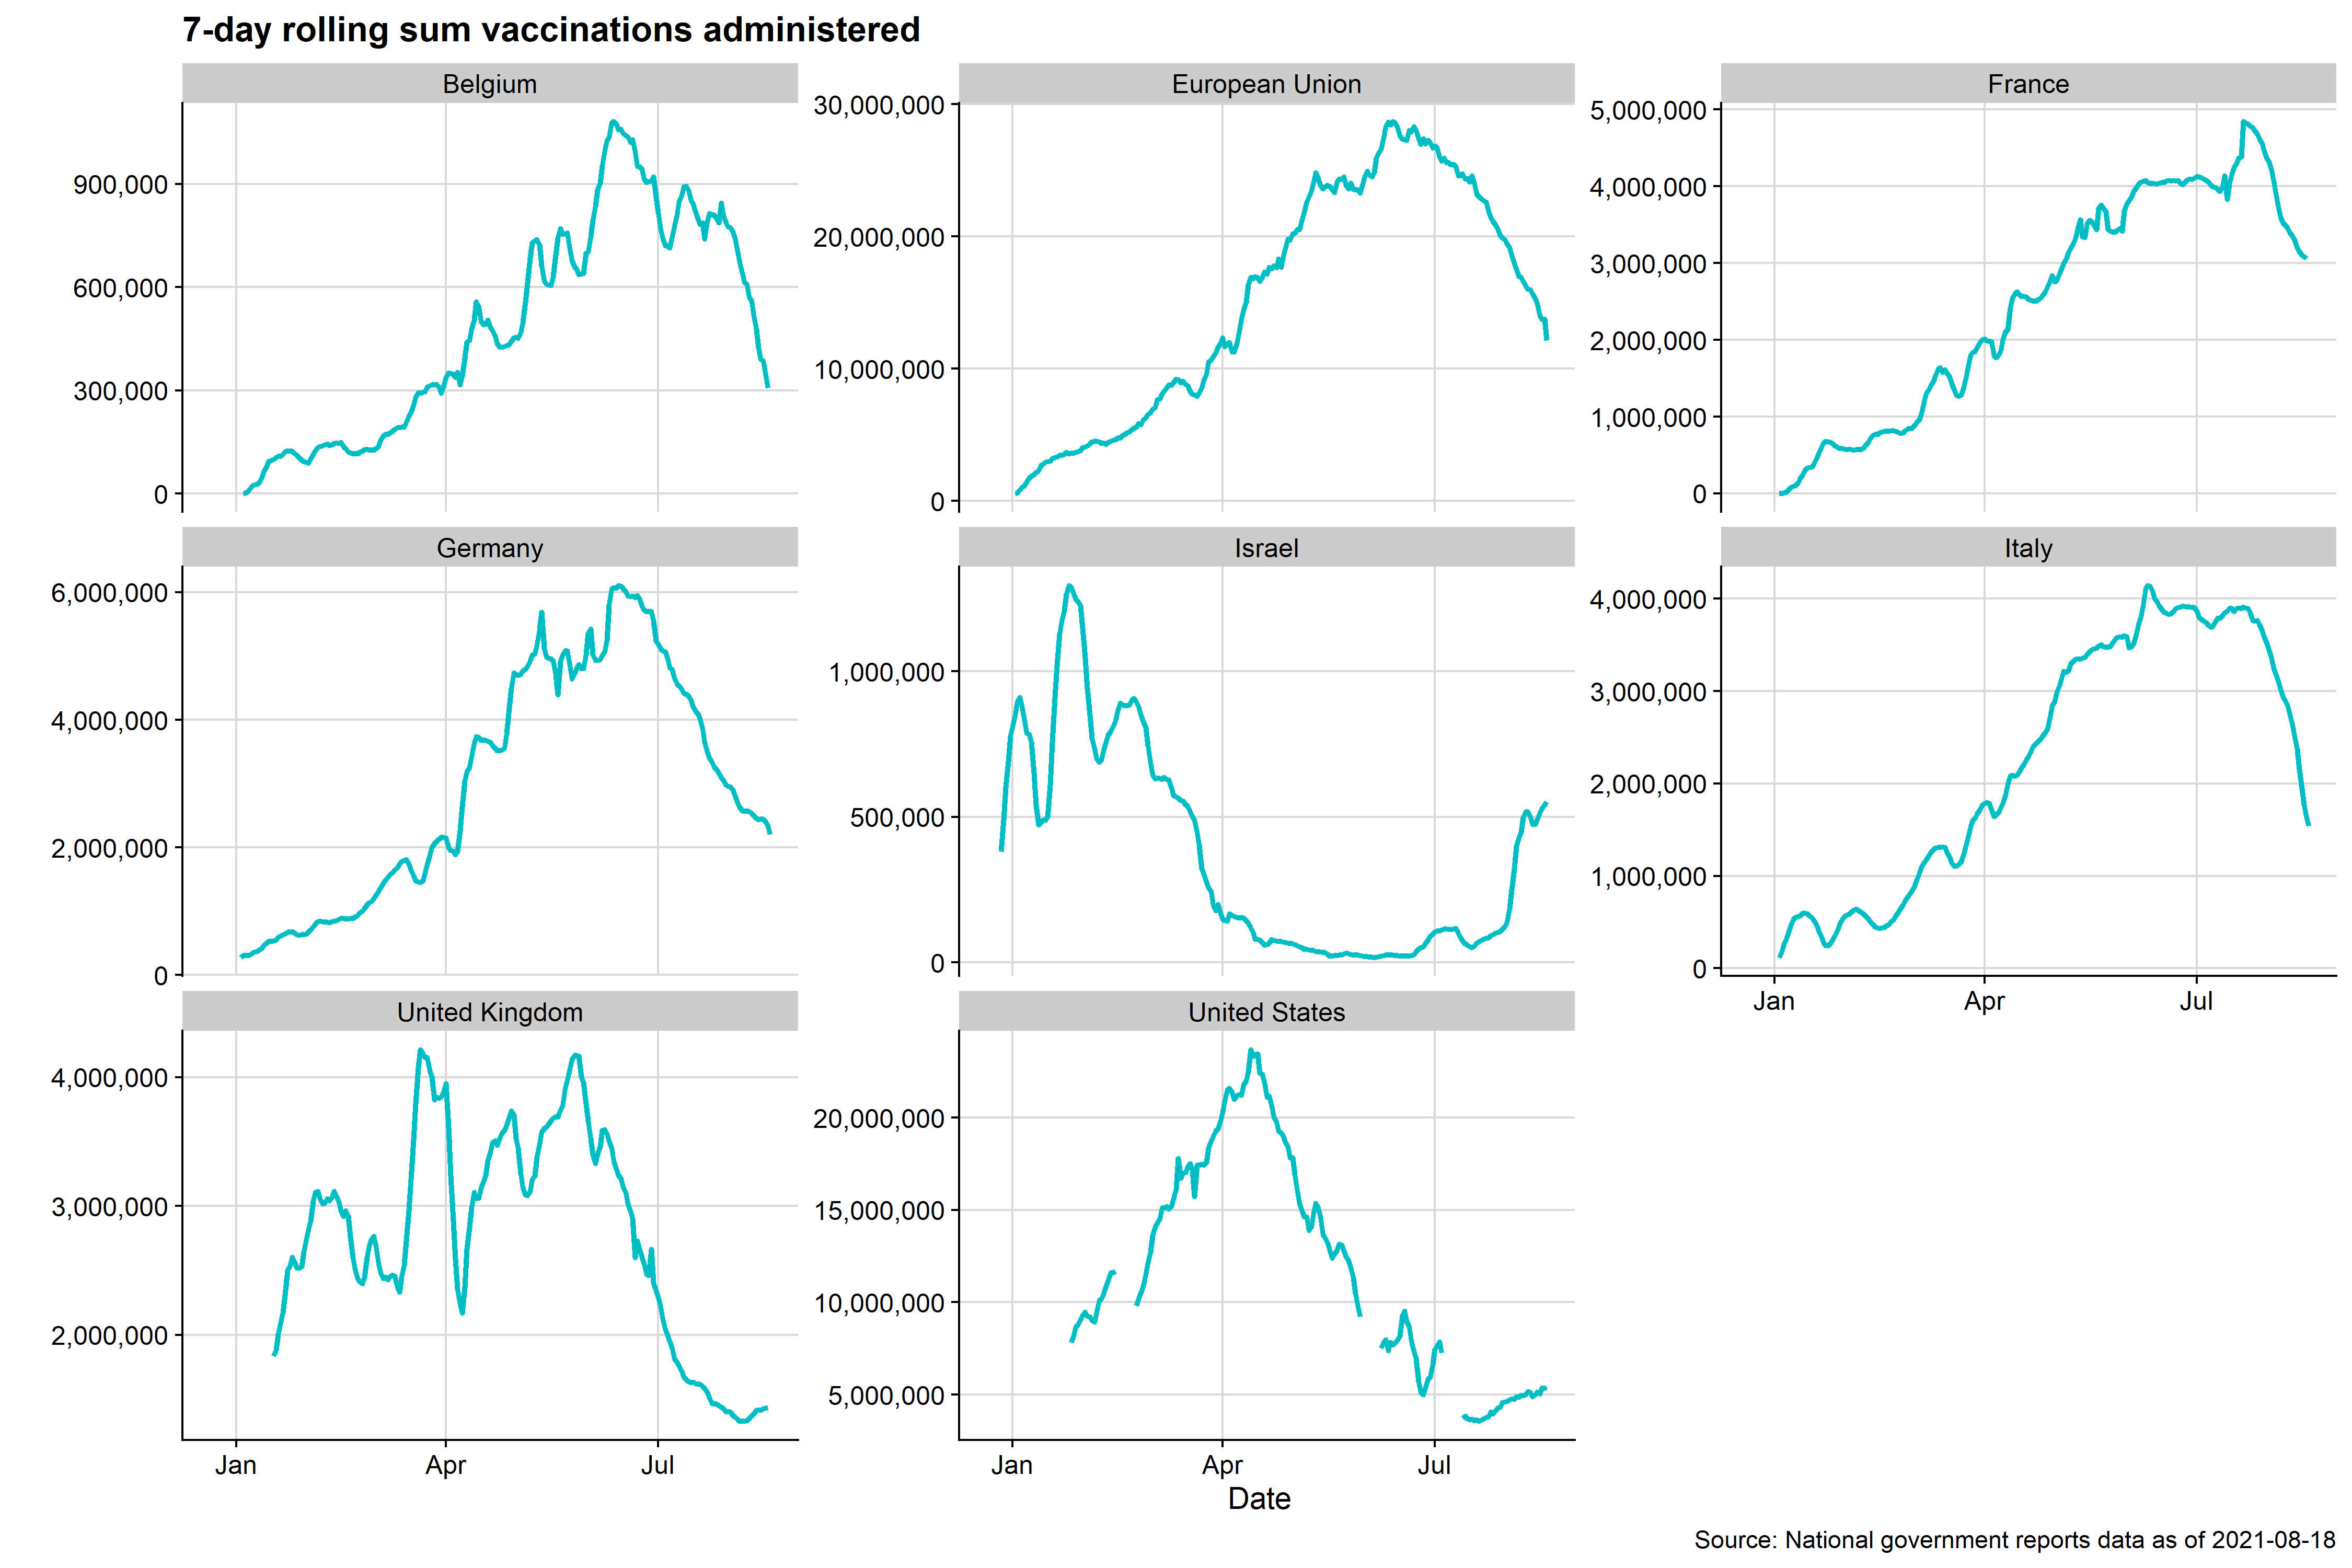 7-day rolling sum vaccinations administered
Belgium
European Union
France
900,000
600,000
300,000
0
30,000,000
20,000,000
10,000,000
0
5,000,000
4,000,000
3,000,000
2,000,000
1,000,000
0
Germany
Israel
Italy
6,000,000
4,000,000
2,000,000
0
1,000,000
500,000
0
4,000,000
3,000,000
2,000,000
1,000,000
0
Jan Apr Jul
United Kingdom
United States
4,000,000
3,000,000
2,000,000
20,000,000
15,000,000
10,000,000
5,000,000
Jan Apr Jul
Jan Apr Jul
Date
Source: National government reports data as of 2021-08-18